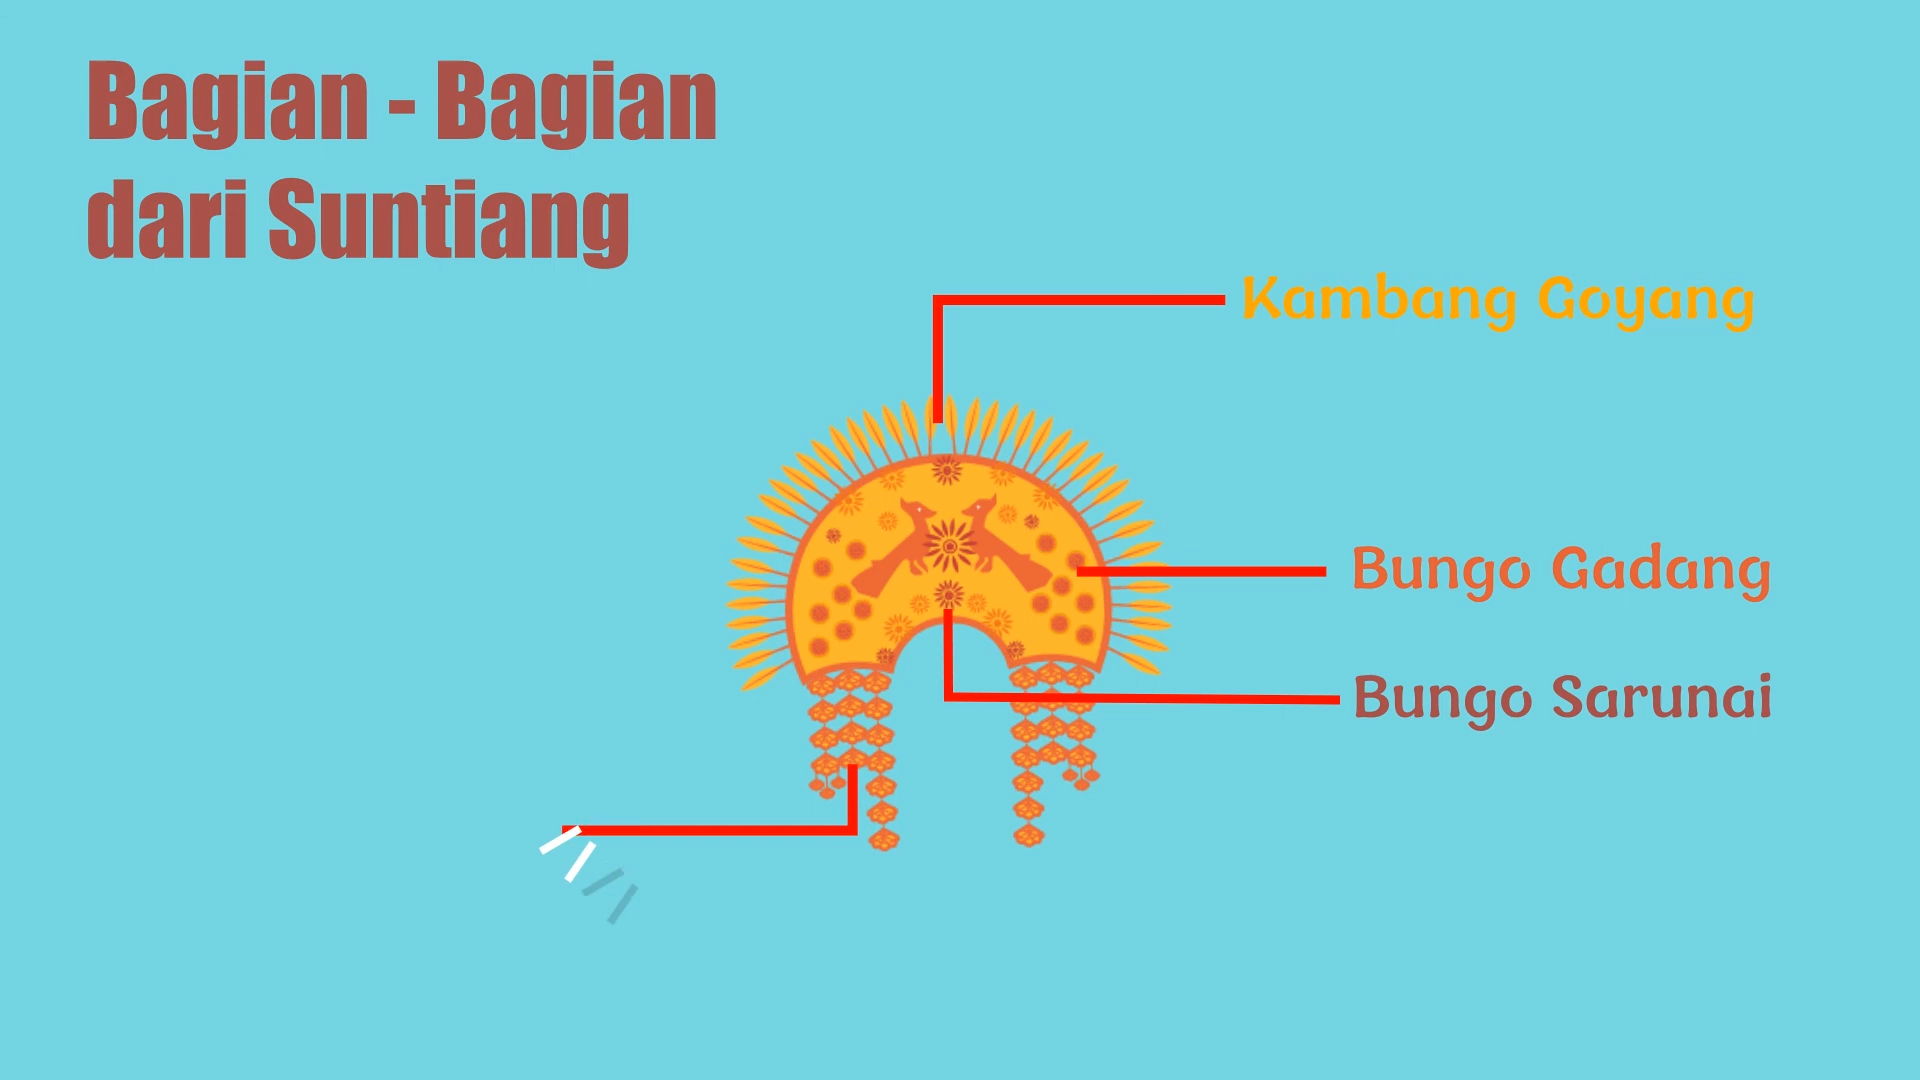 Bagian - Bagian
dari Suntiang
Kambang Goyang
Bungo Gadang
Bungo Sarunai